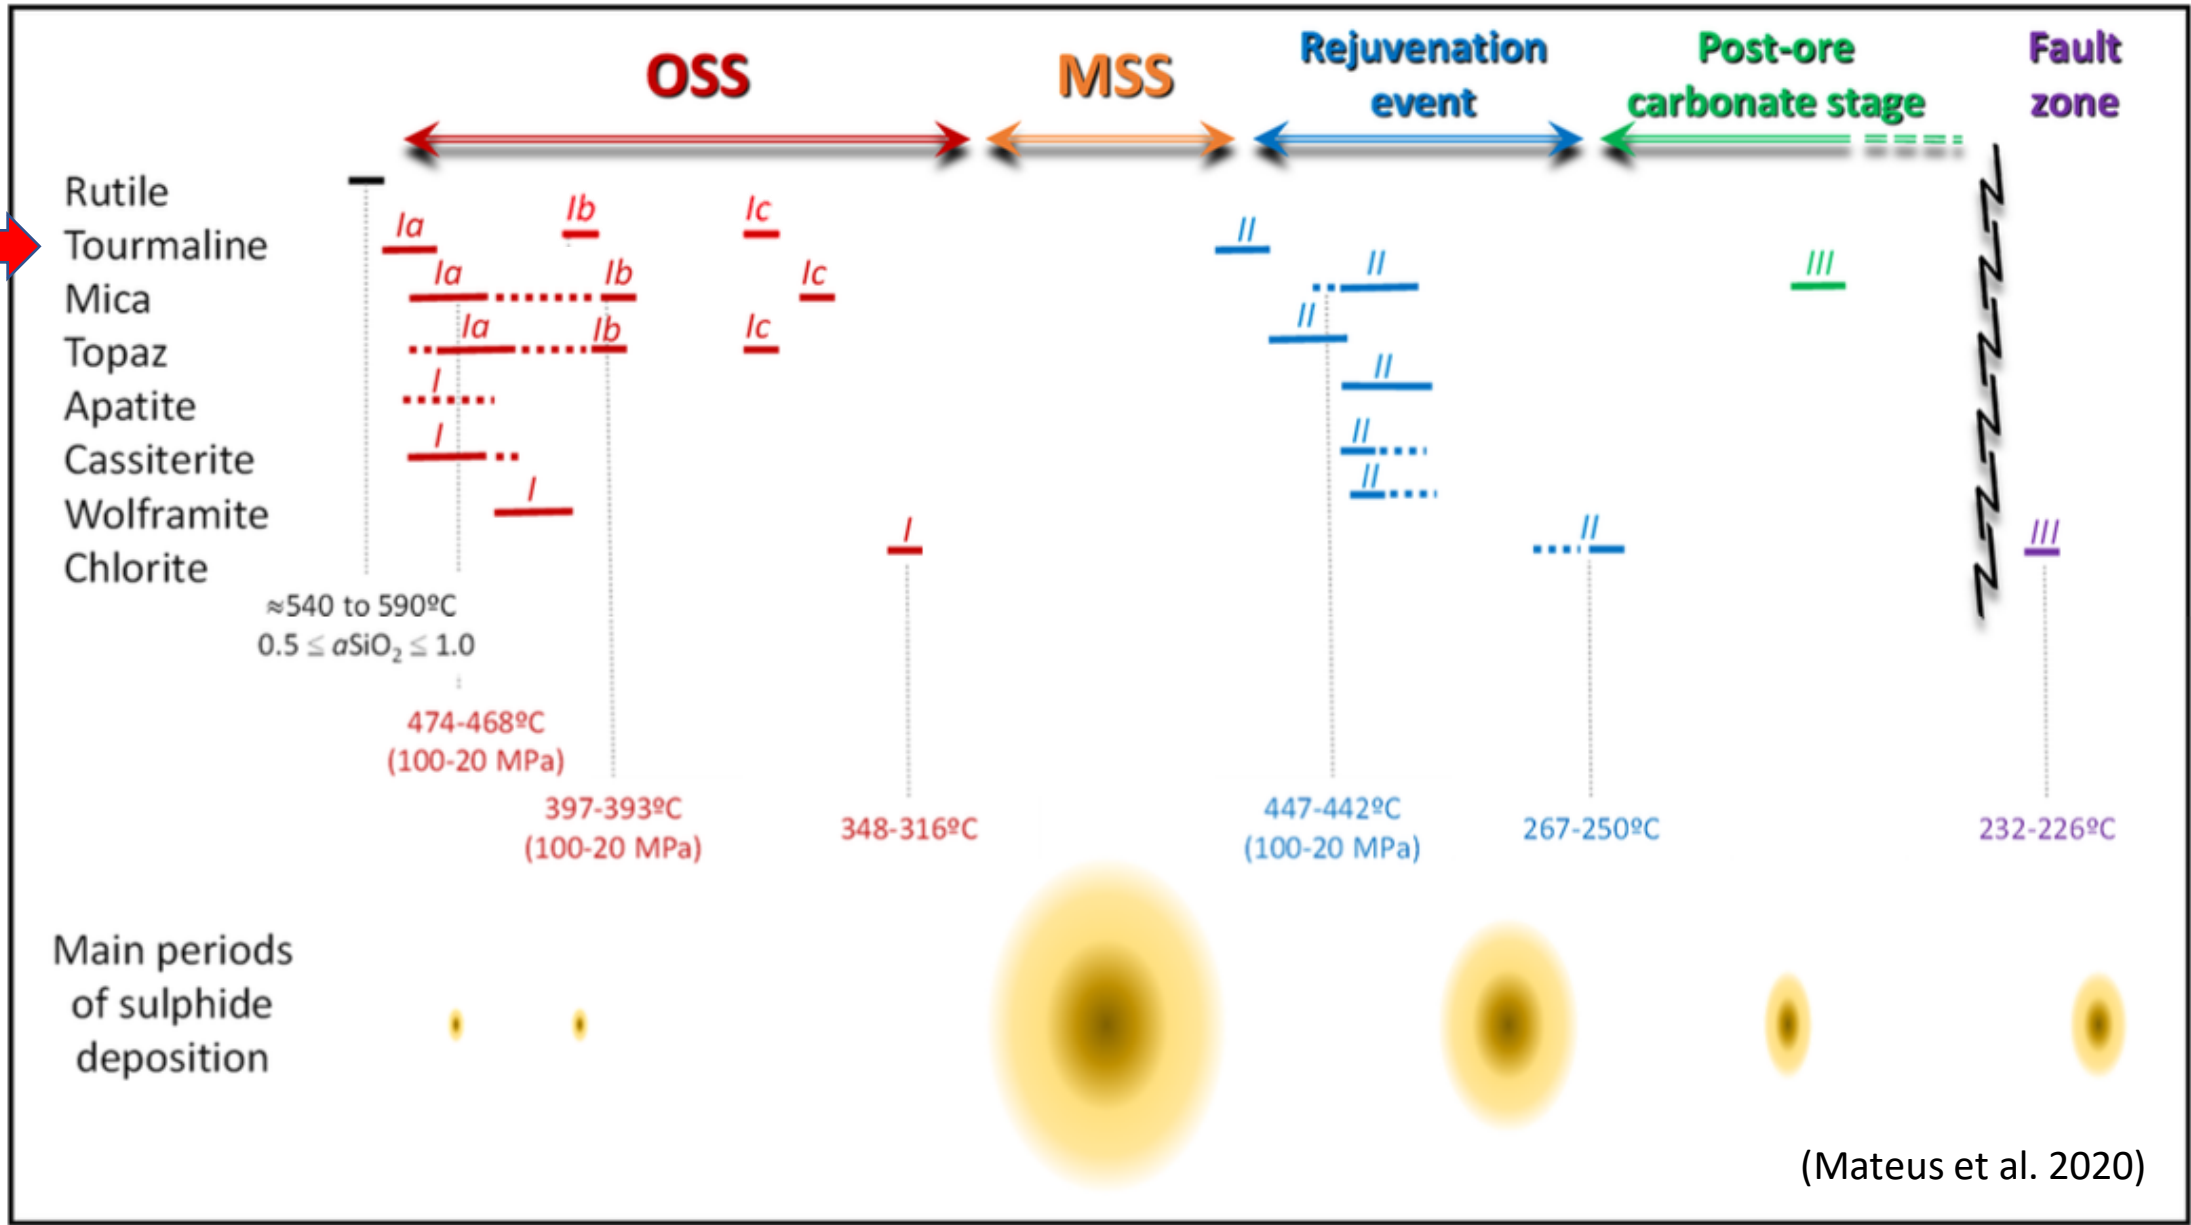 OSS
MSS
Rejuvenation
event
Post-ore
carbonate stage
Fault
zone
Rutile
Tourmaline
Ia
Ib
Ic
II
Mica
Ia
Ib
Ic
II
III
Topaz
Ia
Ib
Ic
II
Apatite
I
II
Cassiterite
I
II
Wolframite
I
II
Chlorite
I
II
III
≈540 to 590ºC
0.5 ≤ aSiO₂ ≤ 1.0
474-468ºC
(100-20 MPa)
397-393ºC
(100-20 MPa)
348-316ºC
447-442ºC
(100-20 MPa)
267-250ºC
232-226ºC
Main periods
of sulphide
deposition
(Mateus et al. 2020)